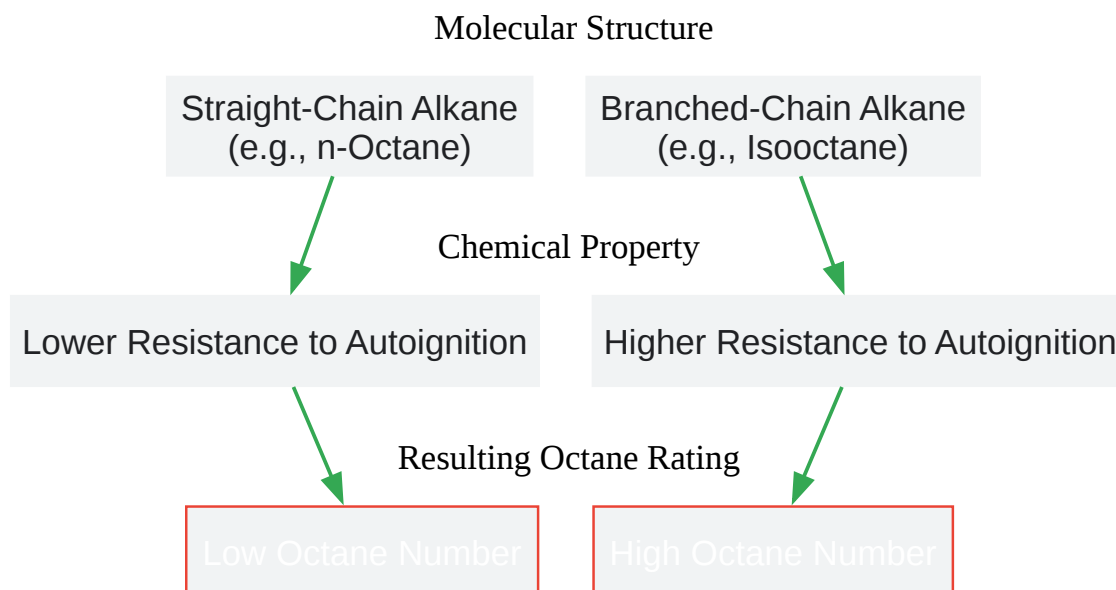 Molecular Structure
Straight-Chain Alkane
(e.g., n-Octane)
Branched-Chain Alkane
(e.g., Isooctane)
Chemical Property
Lower Resistance to Autoignition
Higher Resistance to Autoignition
Resulting Octane Rating
Low Octane Number
High Octane Number